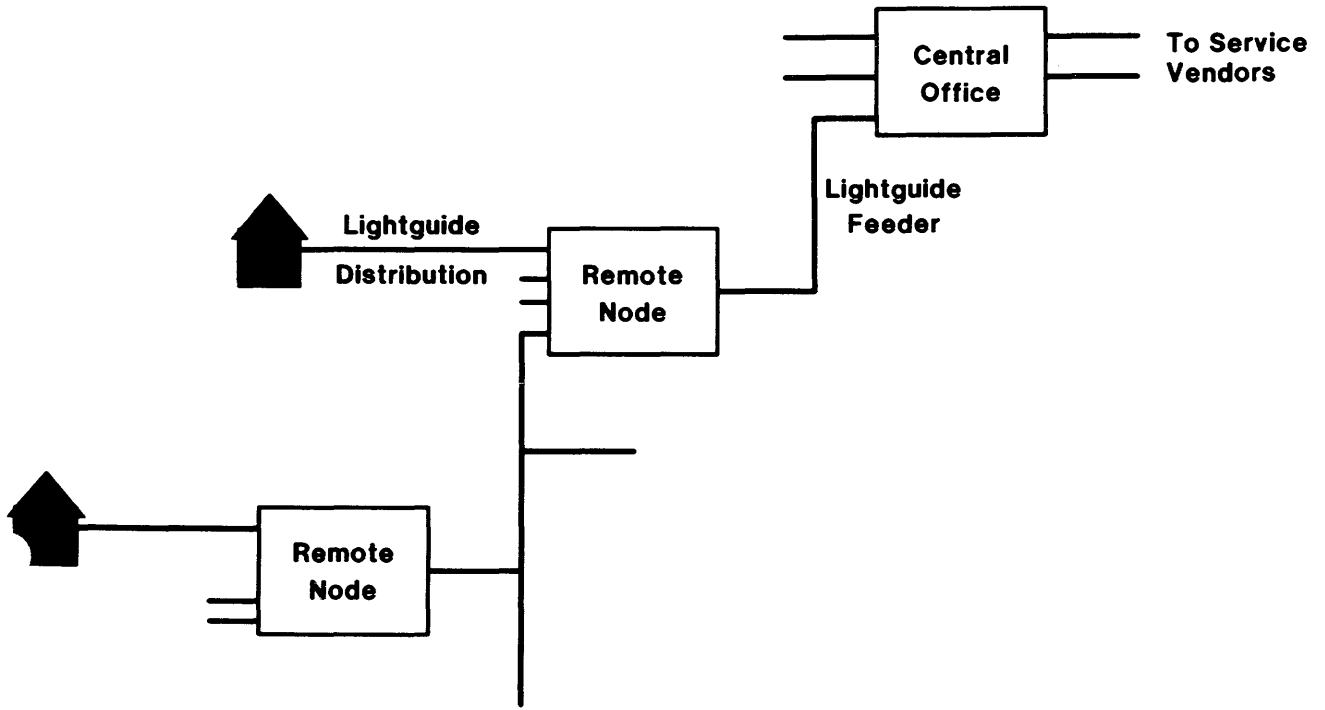 Central
Office
To Service
Vendors
Lightguide
Feeder
Lightguide
Distribution
Remote
Node
Remote
Node